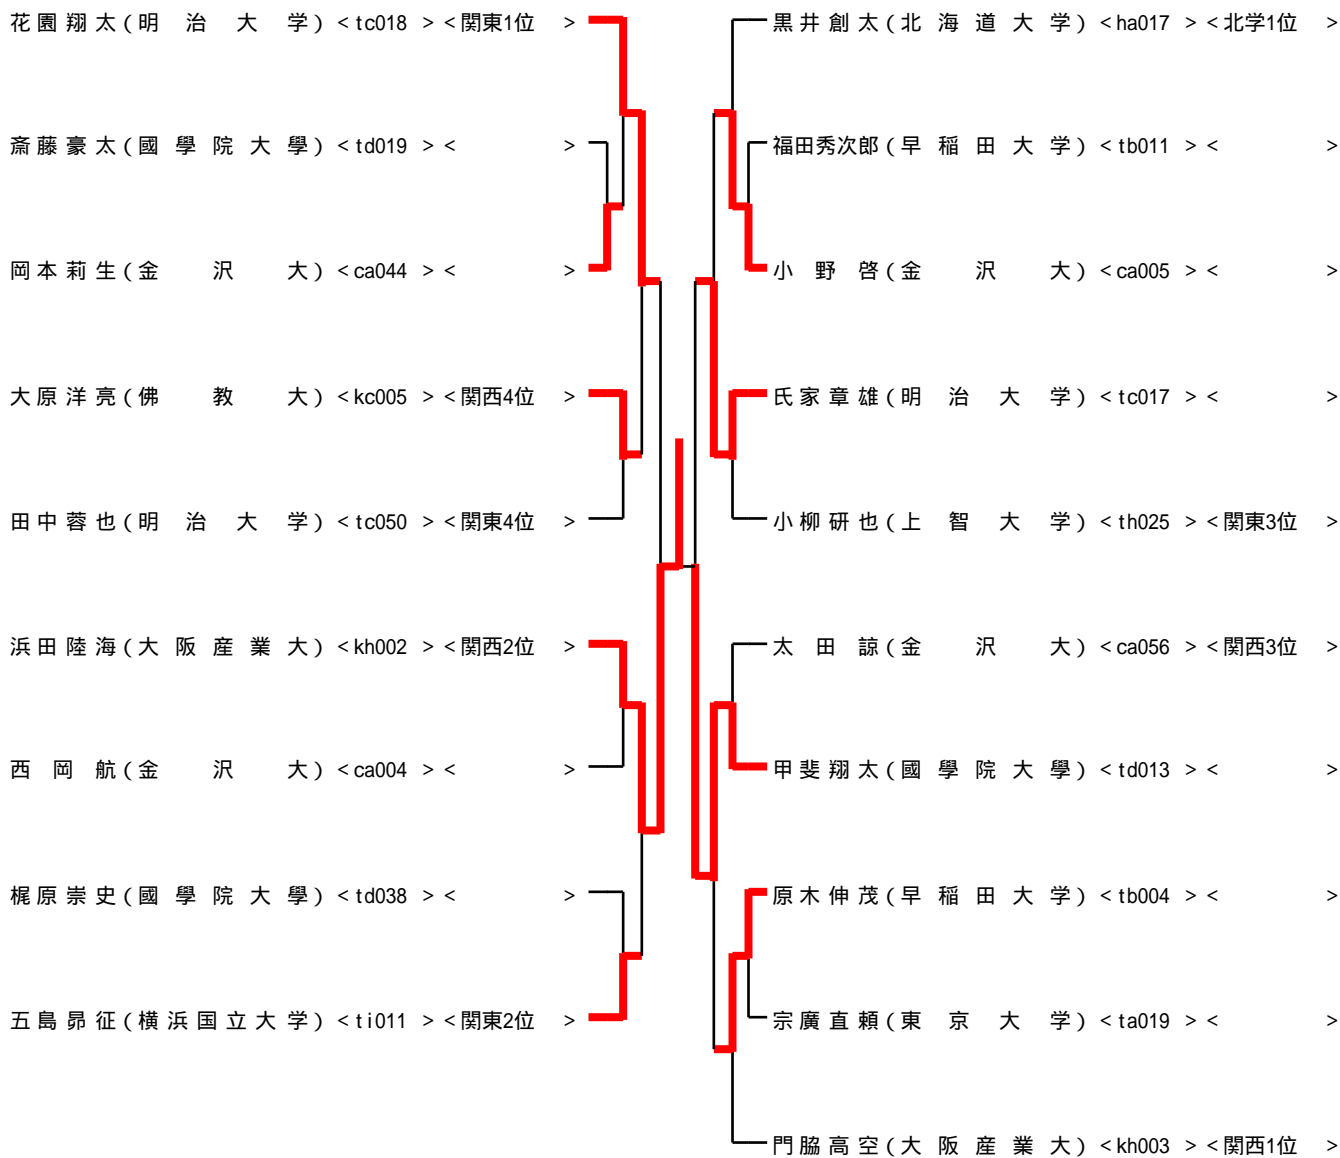 花園翔太(明治大学) <tc018 > <関東1位 >
斎藤豪太(國學院大學) <td019 > < >
岡本莉生(金沢大) <ca044 > < >
大原洋亮(佛教大) <kc005 > <関西4位 >
田中蓉也(明治大学) <tc050 > <関東4位 >
浜田陸海(大阪産業大) <kh002 > <関西2位 >
西岡航(金沢大) <ca004 > < >
梶原崇史(國學院大學) <td038 > < >
五島昂征(横浜国立大学) <ti011 > <関東2位 >
黒井創太(北海道大学) <ha017 > <北学1位 >
福田秀次郎(早稲田大学) <tb011 > < >
小野啓(金沢大) <ca005 > < >
氏家章雄(明治大学) <tc017 > < >
小柳研也(上智大学) <th025 > <関東3位 >
太田諒(金沢大) <ca056 > <関西3位 >
甲斐翔太(國學院大學) <td013 > < >
原木伸茂(早稲田大学) <tb004 > < >
宗廣直頼(東京大学) <ta019 > < >
門脇高空(大阪産業大) <kh003 > <関西1位 >